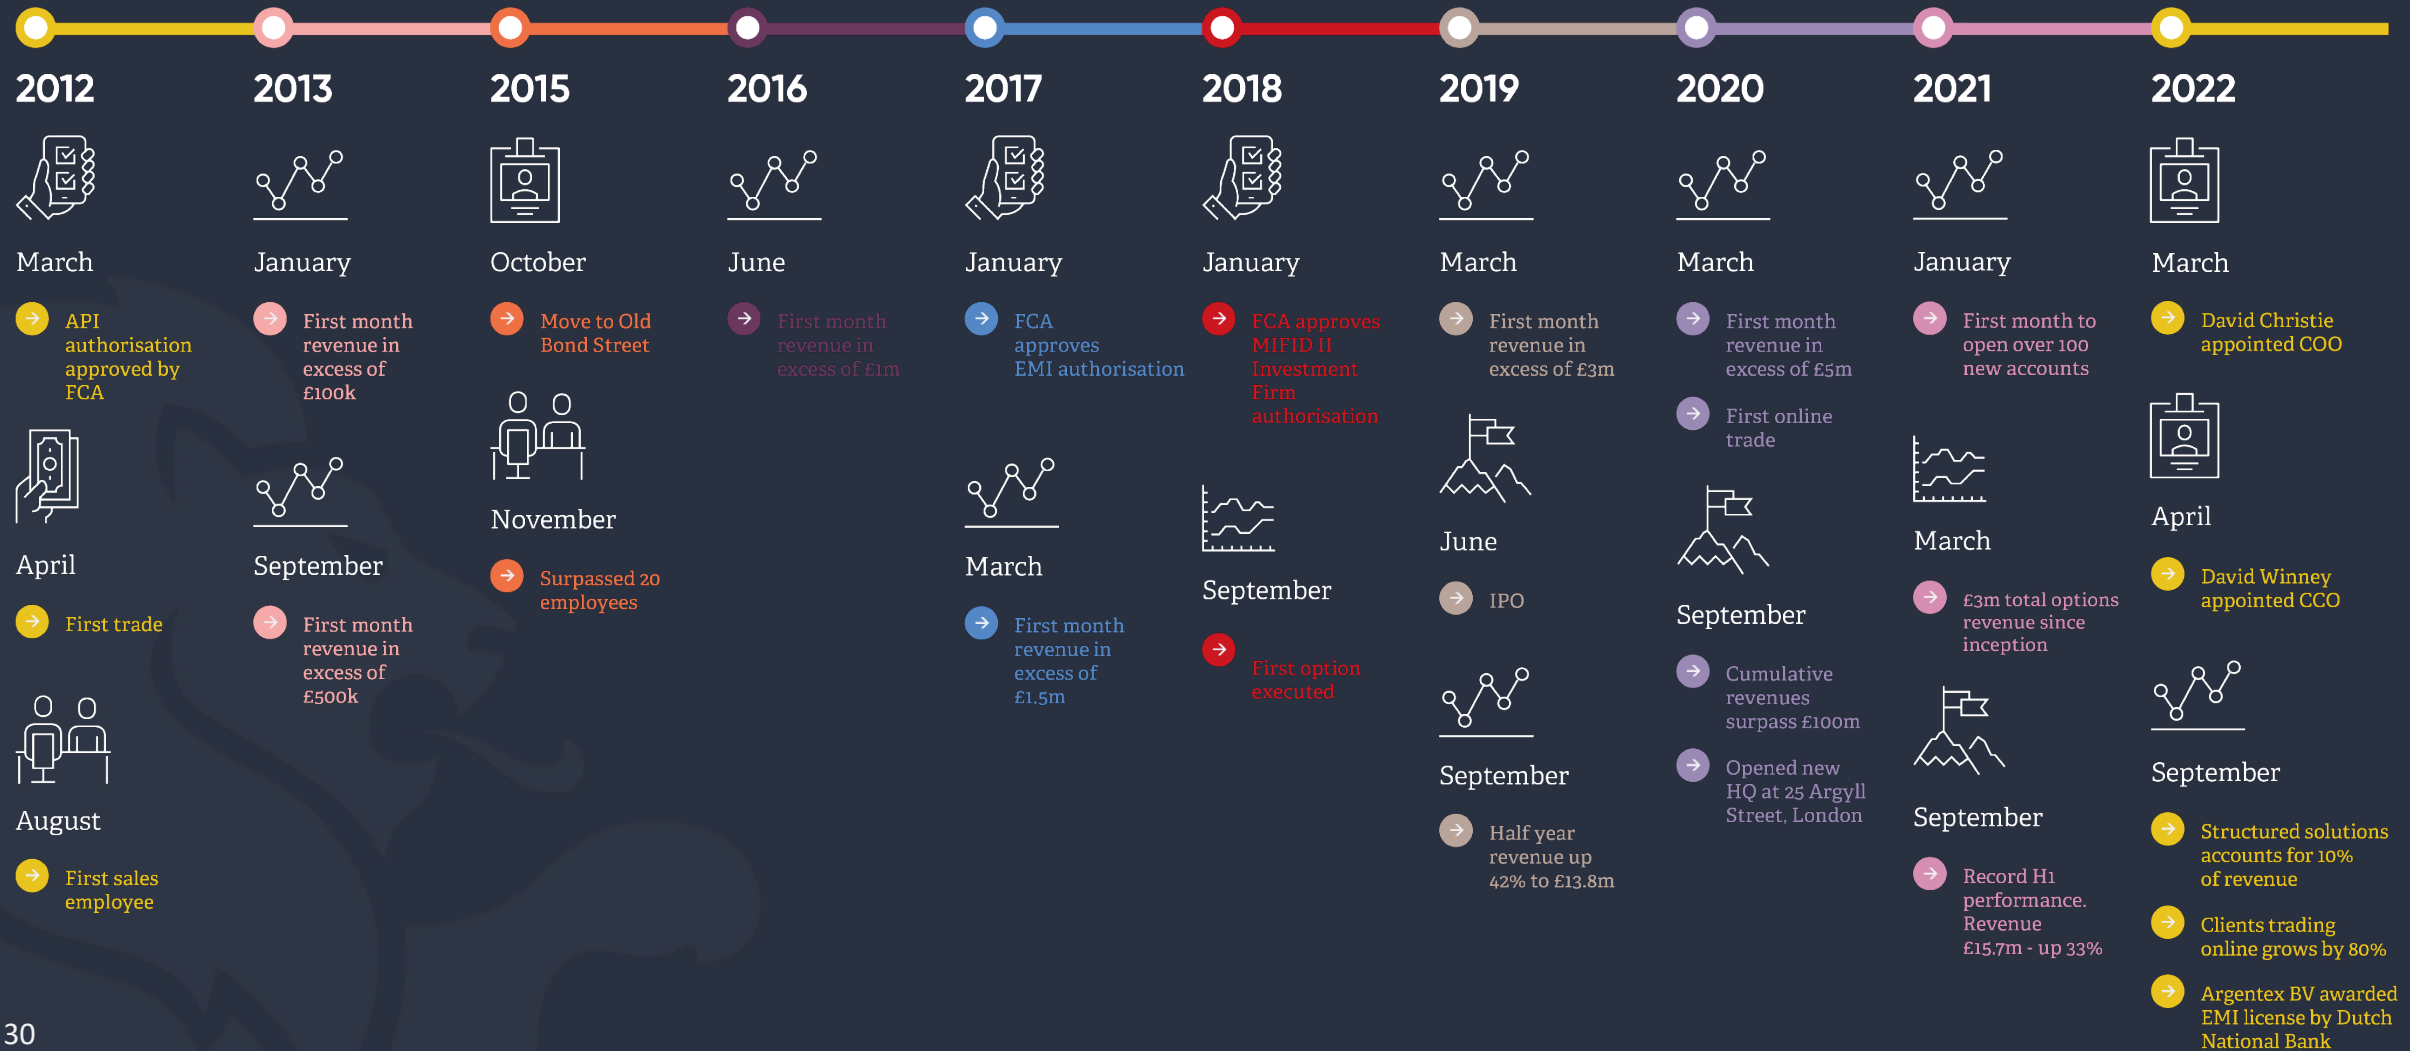 2012
March
API
authorisation
approved by
FCA
April
First trade
August
First sales
employee
2013
January
First month
revenue in
excess of
£100k
September
First month
revenue in
excess of
£500k
2015
October
Move to Old
Bond Street
November
Surpassed 20
employees
2016
June
First month
revenue in
excess of £1m
2017
January
FCA
approves
EMI authorisation
March
First month
revenue in
excess of
£1.5m
2018
January
FCA approves
MIFID II
Investment
Firm
authorisation
September
First option
executed
2019
March
First month
revenue in
excess of £3m
June
IPO
September
Half year
revenue up
42% to £13.8m
2020
March
First month
revenue in
excess of £5m
First online
trade
September
Cumulative
revenues
surpass £100m
Opened new
HQ at 25 Argyll
Street, London
2021
January
First month to
open over 100
new accounts
March
£3m total options
revenue since
inception
September
Record H1
performance.
Revenue
£15.7m - up 33%
2022
March
David Christie
appointed COO
April
David Winney
appointed CCO
September
Structured solutions
accounts for 10%
of revenue
Clients trading
online grows by 80%
Argentex BV awarded
EMI license by Dutch
National Bank
30